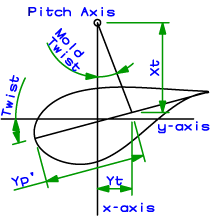 Pitch Axis
Mold
Twist
Xt
Twist
y-axis
Yp'
Yt
x-axis